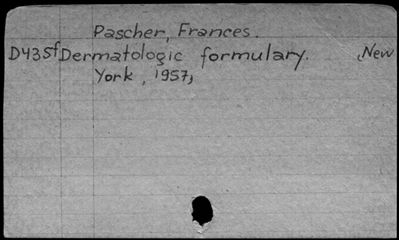 Pascher, Frances.
D435f Dermatologic formulary. ,New
York, 1957,